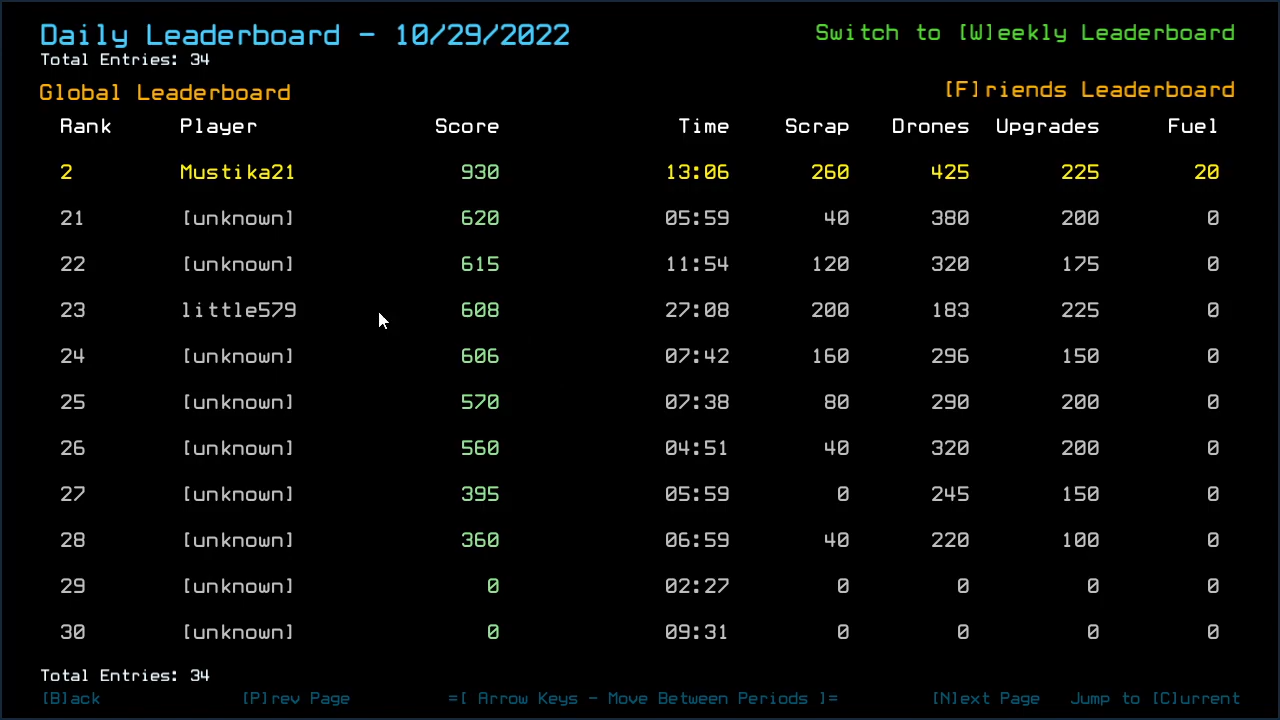 Daily Leaderboard - 10/29/2022 Switch to [W]eekly Leaderboard
Total Entries: 34
Global Leaderboard [F]riends Leaderboard
Rank Player Score Time Scrap Drones Upgrades Fuel
2 Mustika21 930 13:06 260 425 225 20
21 [unknown] 620 05:59 40 380 200 0
22 [unknown] 615 11:54 120 320 175 0
23 little579 608 27:08 200 183 225 0
24 [unknown] 606 07:42 160 296 150 0
25 [unknown] 570 07:38 80 290 200 0
26 [unknown] 560 04:51 40 320 200 0
27 [unknown] 395 05:59 0 245 150 0
28 [unknown] 360 06:59 40 220 100 0
29 [unknown] 0 02:27 0 0 0 0
30 [unknown] 0 09:31 0 0 0 0
Total Entries: 34
[B]ack [P]rev Page =[ Arrow Keys - Move Between Periods ]= [N]ext Page Jump to [C]urrent